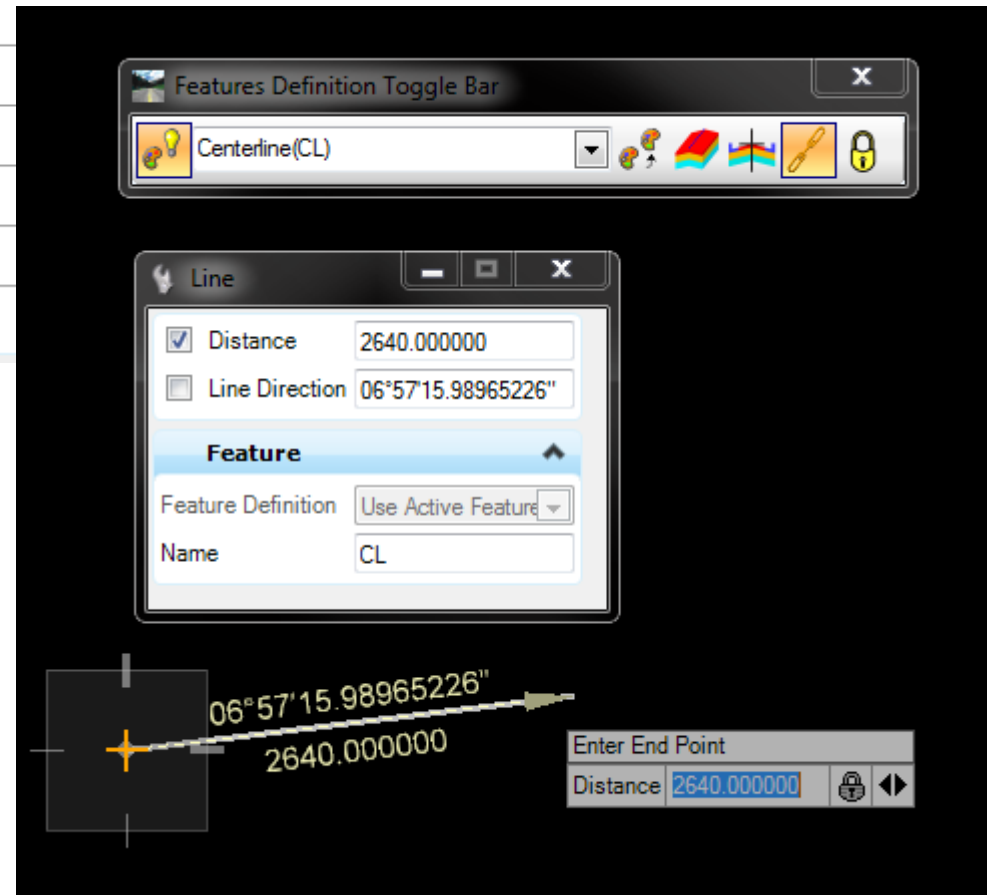 Features Definition Toggle Bar
Centerline(CL)
Line
Distance 2640.000000
Line Direction 06°57'15.98965226"
Feature
Feature Definition Use Active Feature
Name CL
06°57'15.98965226"
2640.000000
Enter End Point
Distance 2640.000000